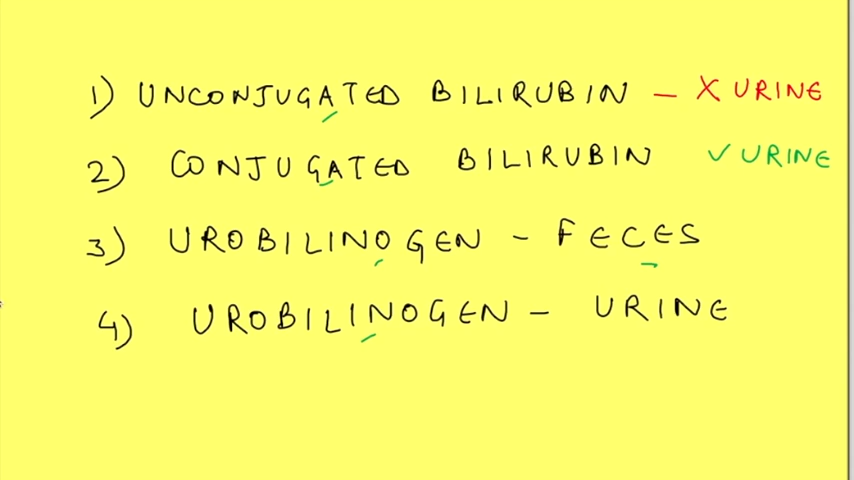 1) UNCONJUGATED BILIRUBIN - X URINE
2) CONJUGATED BILIRUBIN ✓ URINE
3) UROBILINOGEN - FECES
4) UROBILINOGEN - URINE